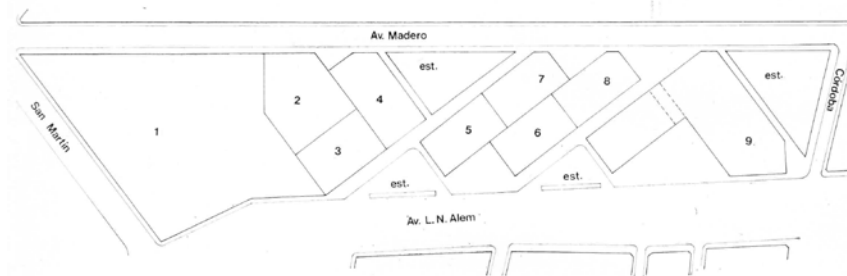 Av. Madero
est.
est.
7
8
2
4
San Martin
Córdoba
1
5
6
3
9
est.
est.
Av. L. N. Alem